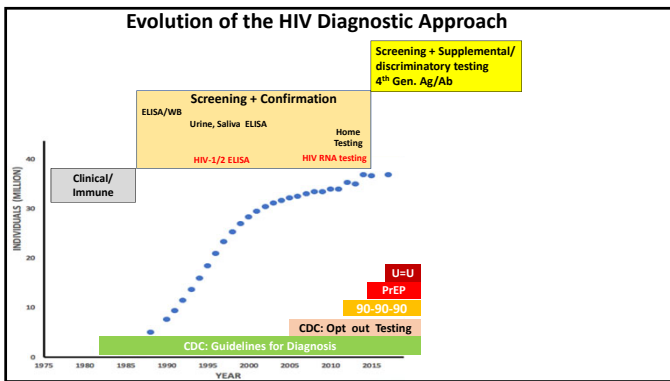 Evolution of the HIV Diagnostic Approach
Screening + Supplemental/
discriminatory testing
4th Gen. Ag/Ab
Screening + Confirmation
ELISA/WB
Urine, Saliva ELISA
Home
Testing
HIV-1/2 ELISA
HIV RNA testing
Clinical/
Immune
INDIVIDUALS (MILLION)
40
30
20
10
0
U=U
PrEP
90-90-90
CDC: Opt out Testing
CDC: Guidelines for Diagnosis
1975 1980 1985 1990 1995 2000 2005 2010 2015
YEAR